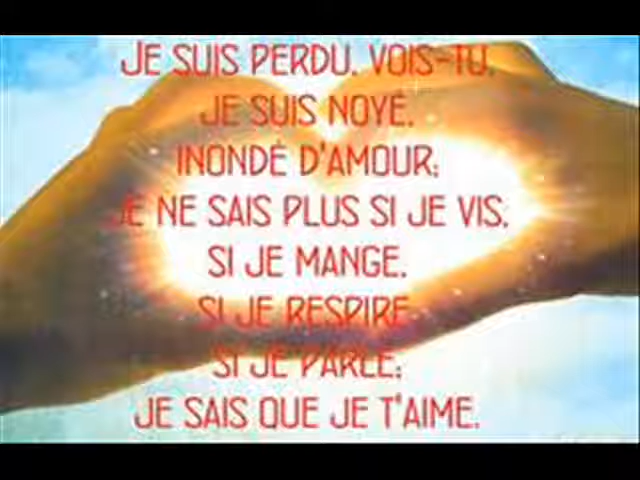 JE SUIS PERDU, VOIS-TU,
JE SUIS NOYÉ,
INONDÉ D'AMOUR;
JE NE SAIS PLUS SI JE VIS,
SI JE MANGE,
SI JE RESPIRE,
SI JE PARLE;
JE SAIS QUE JE T'AIME.